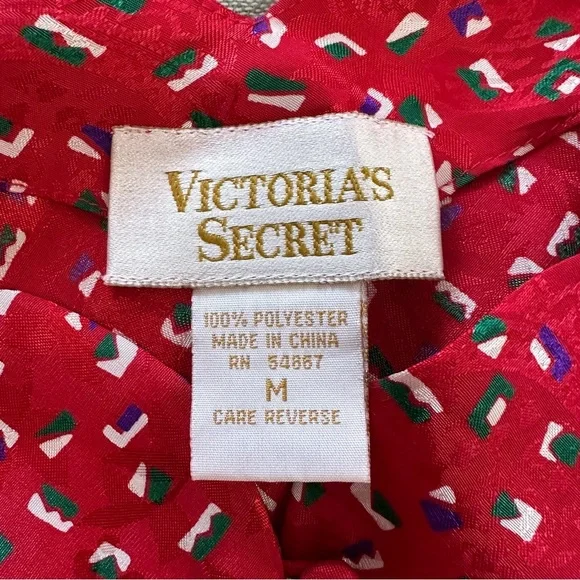 VICTORIA'S
SECRET
100% POLYESTER
MADE IN CHINA
RN 54867
M
CARE REVERSE